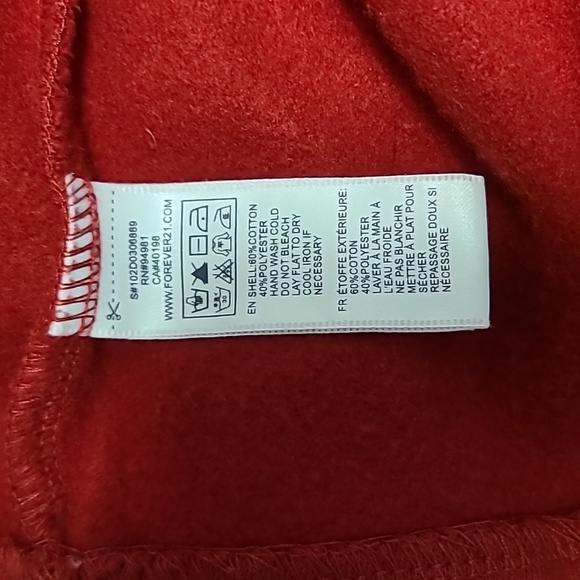 S#102D0306889
RN#94981
CA#40198
WWW.FOREVER21.COM
EN SHELL:60%COTTON
40%POLYESTER
HAND WASH COLD
DO NOT BLEACH
LAY FLAT TO DRY
COOL IRON IF
NECESSARY
FR ÉTOFFE EXTÉRIEURE:
60%COTON
40%POLYESTER
LAVER À LA MAIN À
L'EAU FROIDE
NE PAS BLANCHIR
METTRE À PLAT POUR
SÉCHER
REPASSAGE DOUX SI
NÉCESSAIRE